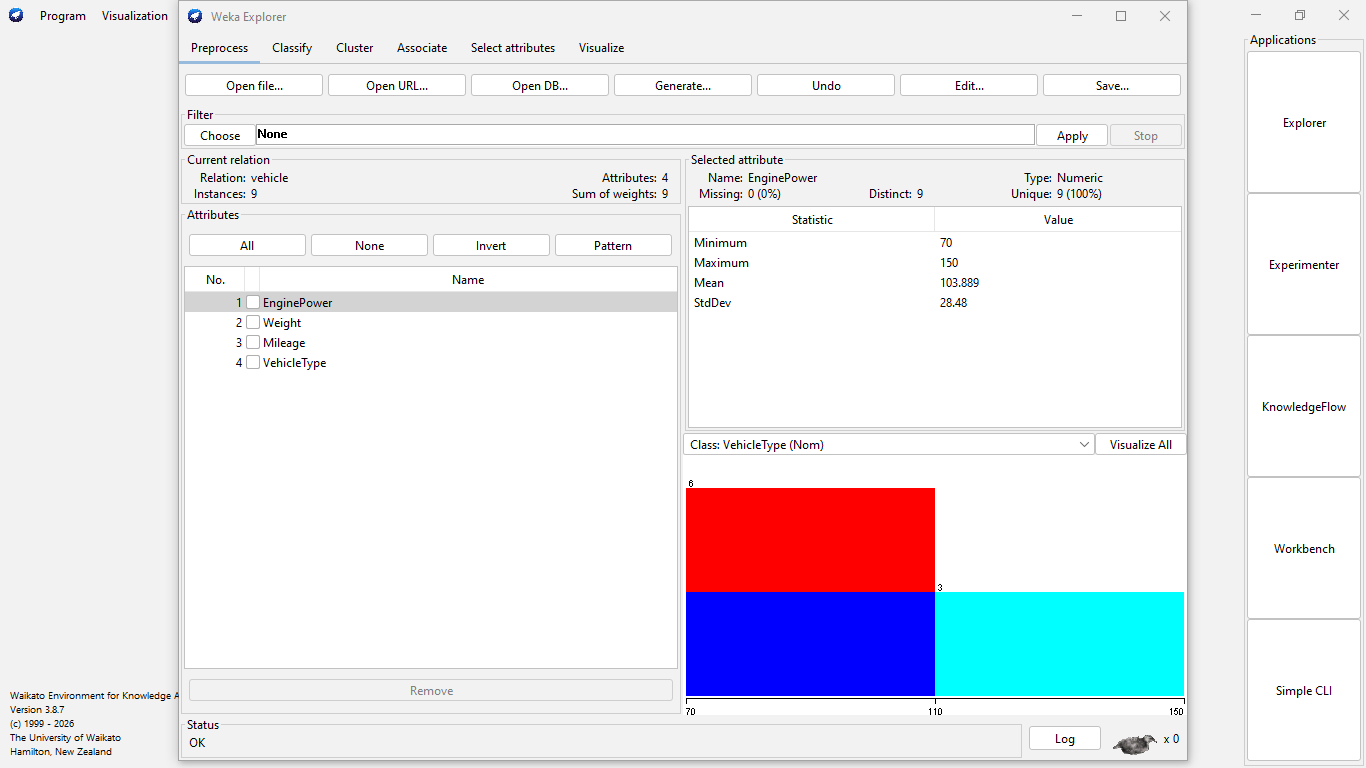 Program Visualization
Weka Explorer
Preprocess Classify Cluster Associate Select attributes Visualize
Open file... Open URL... Open DB... Generate... Undo Edit... Save...
Filter
Choose None Apply Stop
Current relation
Relation: vehicle Attributes: 4
Instances: 9 Sum of weights: 9
Attributes
All None Invert Pattern
No. Name
1 EnginePower
2 Weight
3 Mileage
4 VehicleType
Remove
Selected attribute
Name: EnginePower Type: Numeric
Missing: 0 (0%) Distinct: 9 Unique: 9 (100%)
Statistic Value
Minimum 70
Maximum 150
Mean 103.889
StdDev 28.48
Class: VehicleType (Nom) Visualize All
6
3
70 110 150
Status
OK
Log x 0
Applications
Explorer
Experimenter
KnowledgeFlow
Workbench
Simple CLI
Waikato Environment for Knowledge A
Version 3.8.7
(c) 1999 - 2026
The University of Waikato
Hamilton, New Zealand